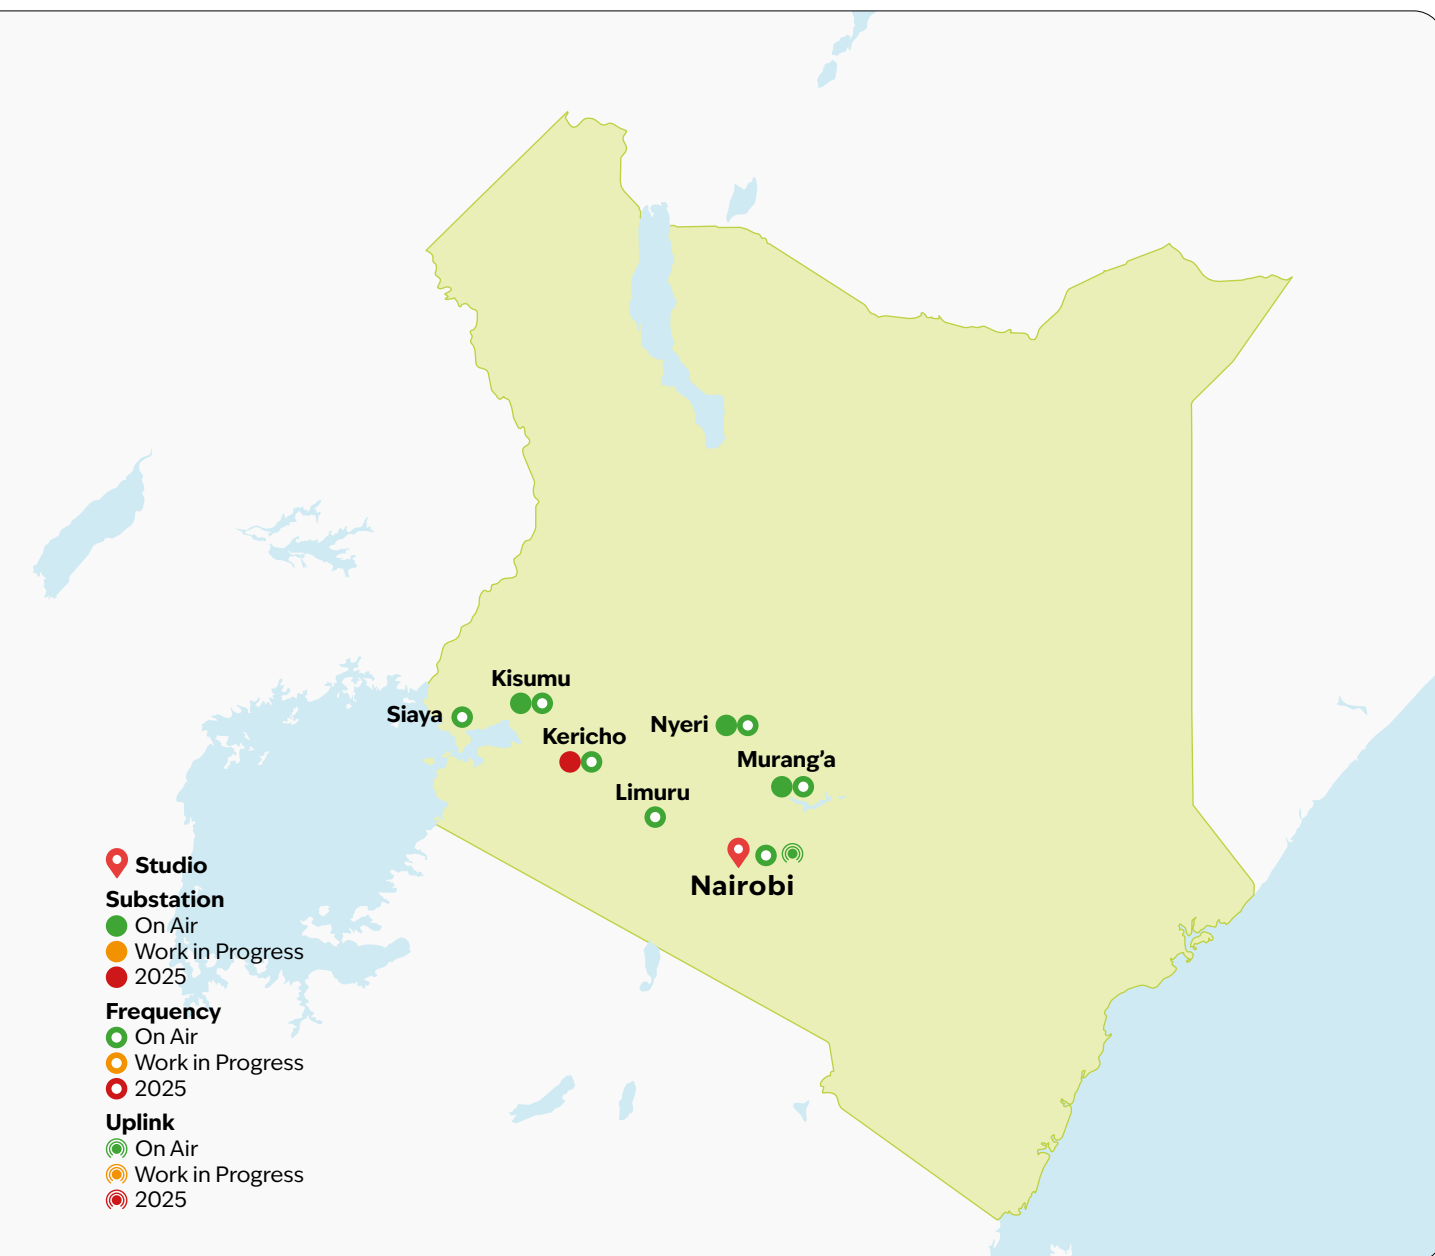 Kisumu
Siaya
Nyeri
Kericho
Murang’a
Limuru
Nairobi
Studio
Substation
On Air
Work in Progress
2025
Frequency
On Air
Work in Progress
2025
Uplink
On Air
Work in Progress
2025